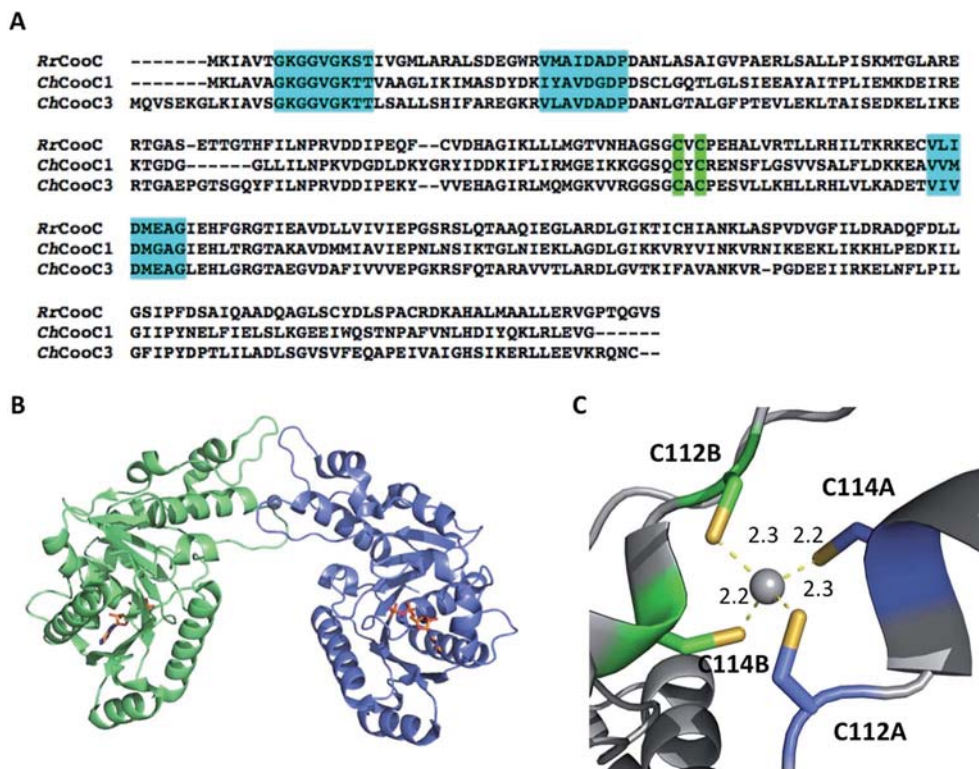 A
RrCooC -------MKIAVTGKGGVGKSTIVGMLARALSDEGWRVMAIDADPDANLASAIGVPAERLSALLPISKMTGLARE
ChCooC1 -------MKLAVAGKGGVGKTTVAAGLIKIMASDYDKIYAVDGDPDSCLGQTLGLSIEEAYAITPLIEMKDEIRE
ChCooC3 MQVSEKGLKIAVSGKGGVGKTTLSALLSHIFAREGKRVLAVDADPDANLGTALGFPTEVLEKLTAISEDKELIKE
RrCooC RTGAS-ETTGTHFILNPRVDDIPEQF--CVDHAGIKLLLMGTVNHAGSGCVCPEHALVRTLLRHILTKRKECVLI
ChCooC1 KTGDG------GLLILNPKVDGDLDKYGRYIDDKIFLIRMGEIKKGGSQCYCRENSFLGSVVSALFLDKKEAVVM
ChCooC3 RTGAEPGTSGQYFILNPRVDDIPEKY--VVEHAGIRLMQMGKVVRGGSGCACPESVLLKHLLRHLVLKADETVIV
RrCooC DMEAGIEHFGRGTIEAVDLLVIVIEPGSRSLQTAAQIEGLARDLGIKTICHIANKLASPVDVGFILDRADQFDLL
ChCooC1 DMGAGIEHLTRGTAKAVDMMIAVIEPNLNSIKTGLNIEKLAGDLGIKKVRYVINKVRNIKEEKLIKKHLPEDKIL
ChCooC3 DMEAGLEHLGRGTAEGVDAFIVVVEPGKRSFQTARAVVTLARDLGVTKIFAVANKVR-PGDEEIIRKELNFLPIL
RrCooC GSIPFDSAIQAADQAGLSCYDLSPACRDKAHALMAALLERVGPTQGVS
ChCooC1 GIIPYNELFIELSLKGEEIWQSTNPAFVNLHDIYQKLRLEVG------
ChCooC3 GFIPYDPTLILADLSGVSVFEQAPEIVAIGHSIKERLLEEVKRQNC--
B
C
C112B
C114A
2.3 2.2
2.2 2.3
C114B
C112A